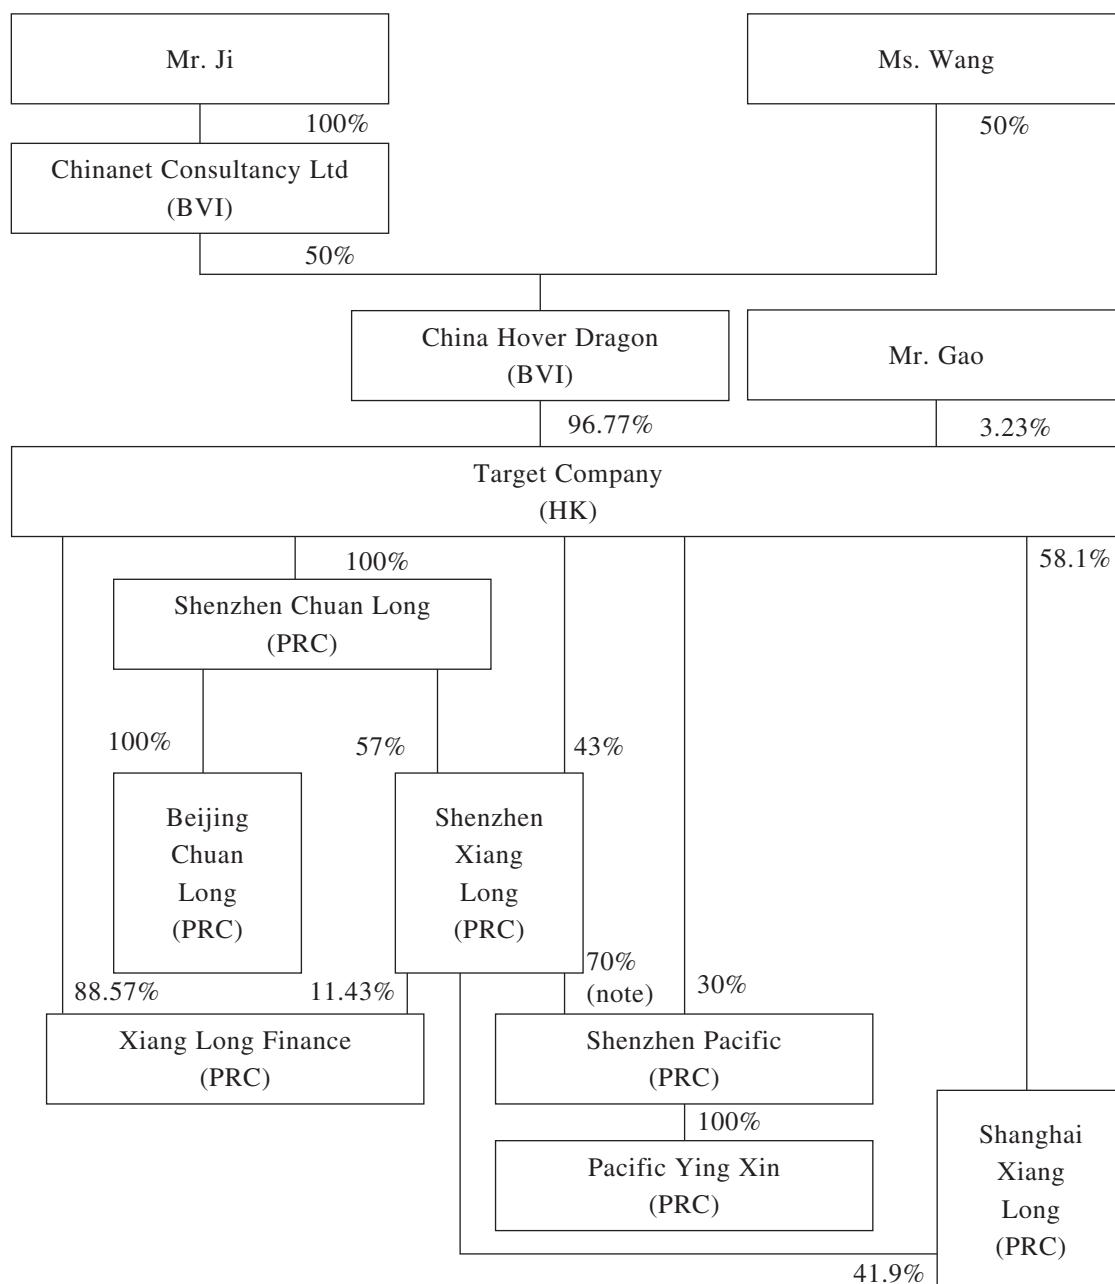 Mr. Ji
Ms. Wang
100%
50%
Chinanet Consultancy Ltd
(BVI)
50%
China Hover Dragon
(BVI)
Mr. Gao
96.77%
3.23%
Target Company
(HK)
100%
58.1%
Shenzhen Chuan Long
(PRC)
100%
57%
43%
Beijing
Chuan
Long
(PRC)
Shenzhen
Xiang
Long
(PRC)
88.57%
11.43%
70%
(note)
30%
Xiang Long Finance
(PRC)
Shenzhen Pacific
(PRC)
100%
Pacific Ying Xin
(PRC)
Shanghai
Xiang
Long
(PRC)
41.9%